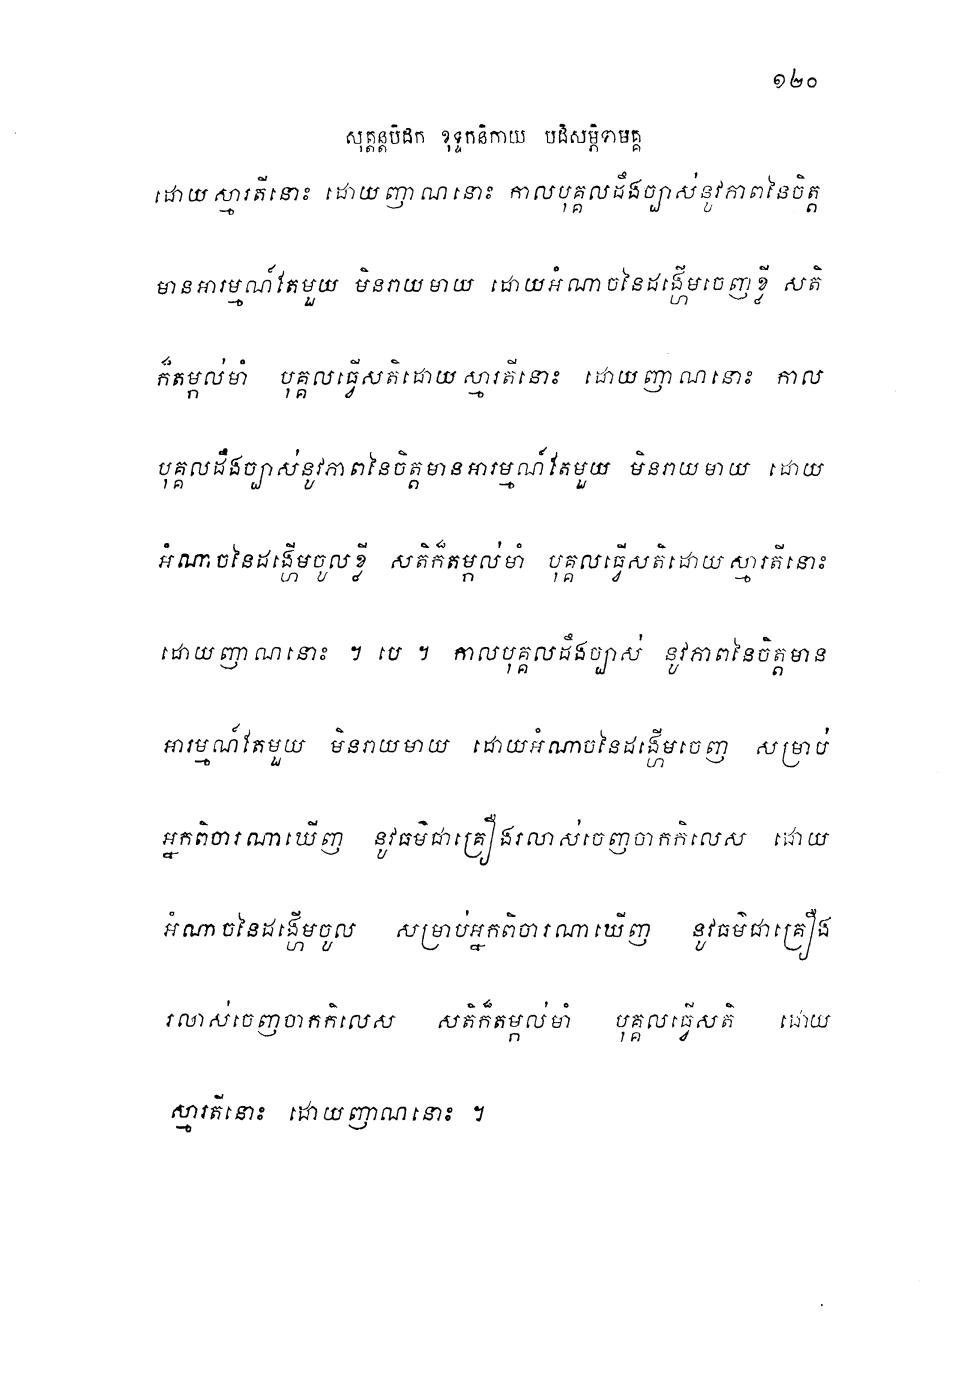 ១២០
សុត្តន្តបិដក ខុទ្ទកនិកាយ បដិសម្ភិទាមគ្គ
ដោយស្មារតីនោះ ដោយញាណនោះ កាលបុគ្គលដឹងច្បាស់នូវភាពនៃចិត្ត
មានអារម្មណ៍តែមួយ មិនរាយមាយ ដោយអំណាចនៃដង្ហើមចេញខ្លី សតិ
ក៏តម្កល់មាំ បុគ្គលធ្វើសតិដោយស្មារតីនោះ ដោយញាណនោះ កាល
បុគ្គលដឹងច្បាស់នូវភាពនៃចិត្តមានអារម្មណ៍តែមួយ មិនរាយមាយ ដោយ
អំណាចនៃដង្ហើមចូលខ្លី សតិក៏តម្កល់មាំ បុគ្គលធ្វើសតិដោយស្មារតីនោះ
ដោយញាណនោះ ។ បេ ។ កាលបុគ្គលដឹងច្បាស់ នូវភាពនៃចិត្តមាន
អារម្មណ៍តែមួយ មិនរាយមាយ ដោយអំណាចនៃដង្ហើមចេញ សម្រាប់
អ្នកពិចារណាឃើញ នូវធម៌ជាគ្រឿងរលាស់ចេញចាកកិលេស ដោយ
អំណាចនៃដង្ហើមចូល សម្រាប់អ្នកពិចារណាឃើញ នូវធម៌ជាគ្រឿង
រលាស់ចេញចាកកិលេស សតិក៏តម្កល់មាំ បុគ្គលធ្វើសតិ ដោយ
ស្មារតីនោះ ដោយញាណនោះ ។